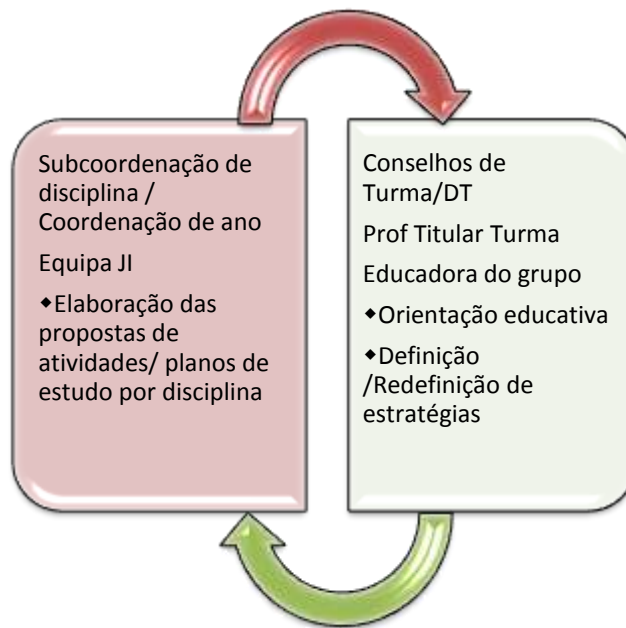 Subcoordenação de
disciplina /
Coordenação de ano
Equipa JI
◆Elaboração das
propostas de
atividades/ planos de
estudo por disciplina
Conselhos de
Turma/DT
Prof Titular Turma
Educadora do grupo
◆Orientação educativa
◆Definição
/Redefinição de
estratégias